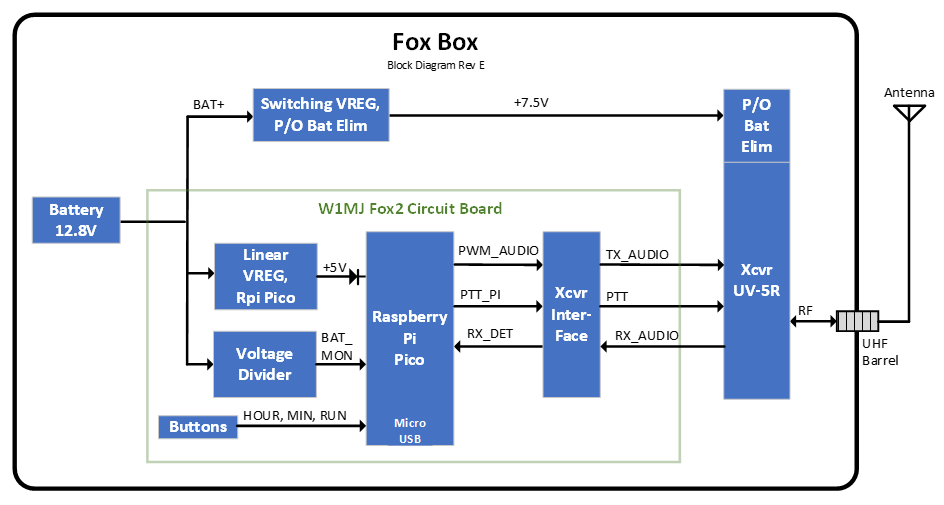 Fox Box
Block Diagram Rev E
Antenna
BAT+
Switching VREG,
P/O Bat Elim
+7.5V
P/O
Bat
Elim
Battery
12.8V
W1MJ Fox2 Circuit Board
Linear
VREG,
Rpi Pico
+5V
Raspberry
Pi
Pico
PWM_AUDIO
Xcvr
Inter-
Face
TX_AUDIO
Xcvr
UV-5R
PTT_PI
PTT
RF
RX_DET
RX_AUDIO
UHF
Barrel
Voltage
Divider
BAT_
MON
Buttons
HOUR, MIN, RUN
Micro
USB